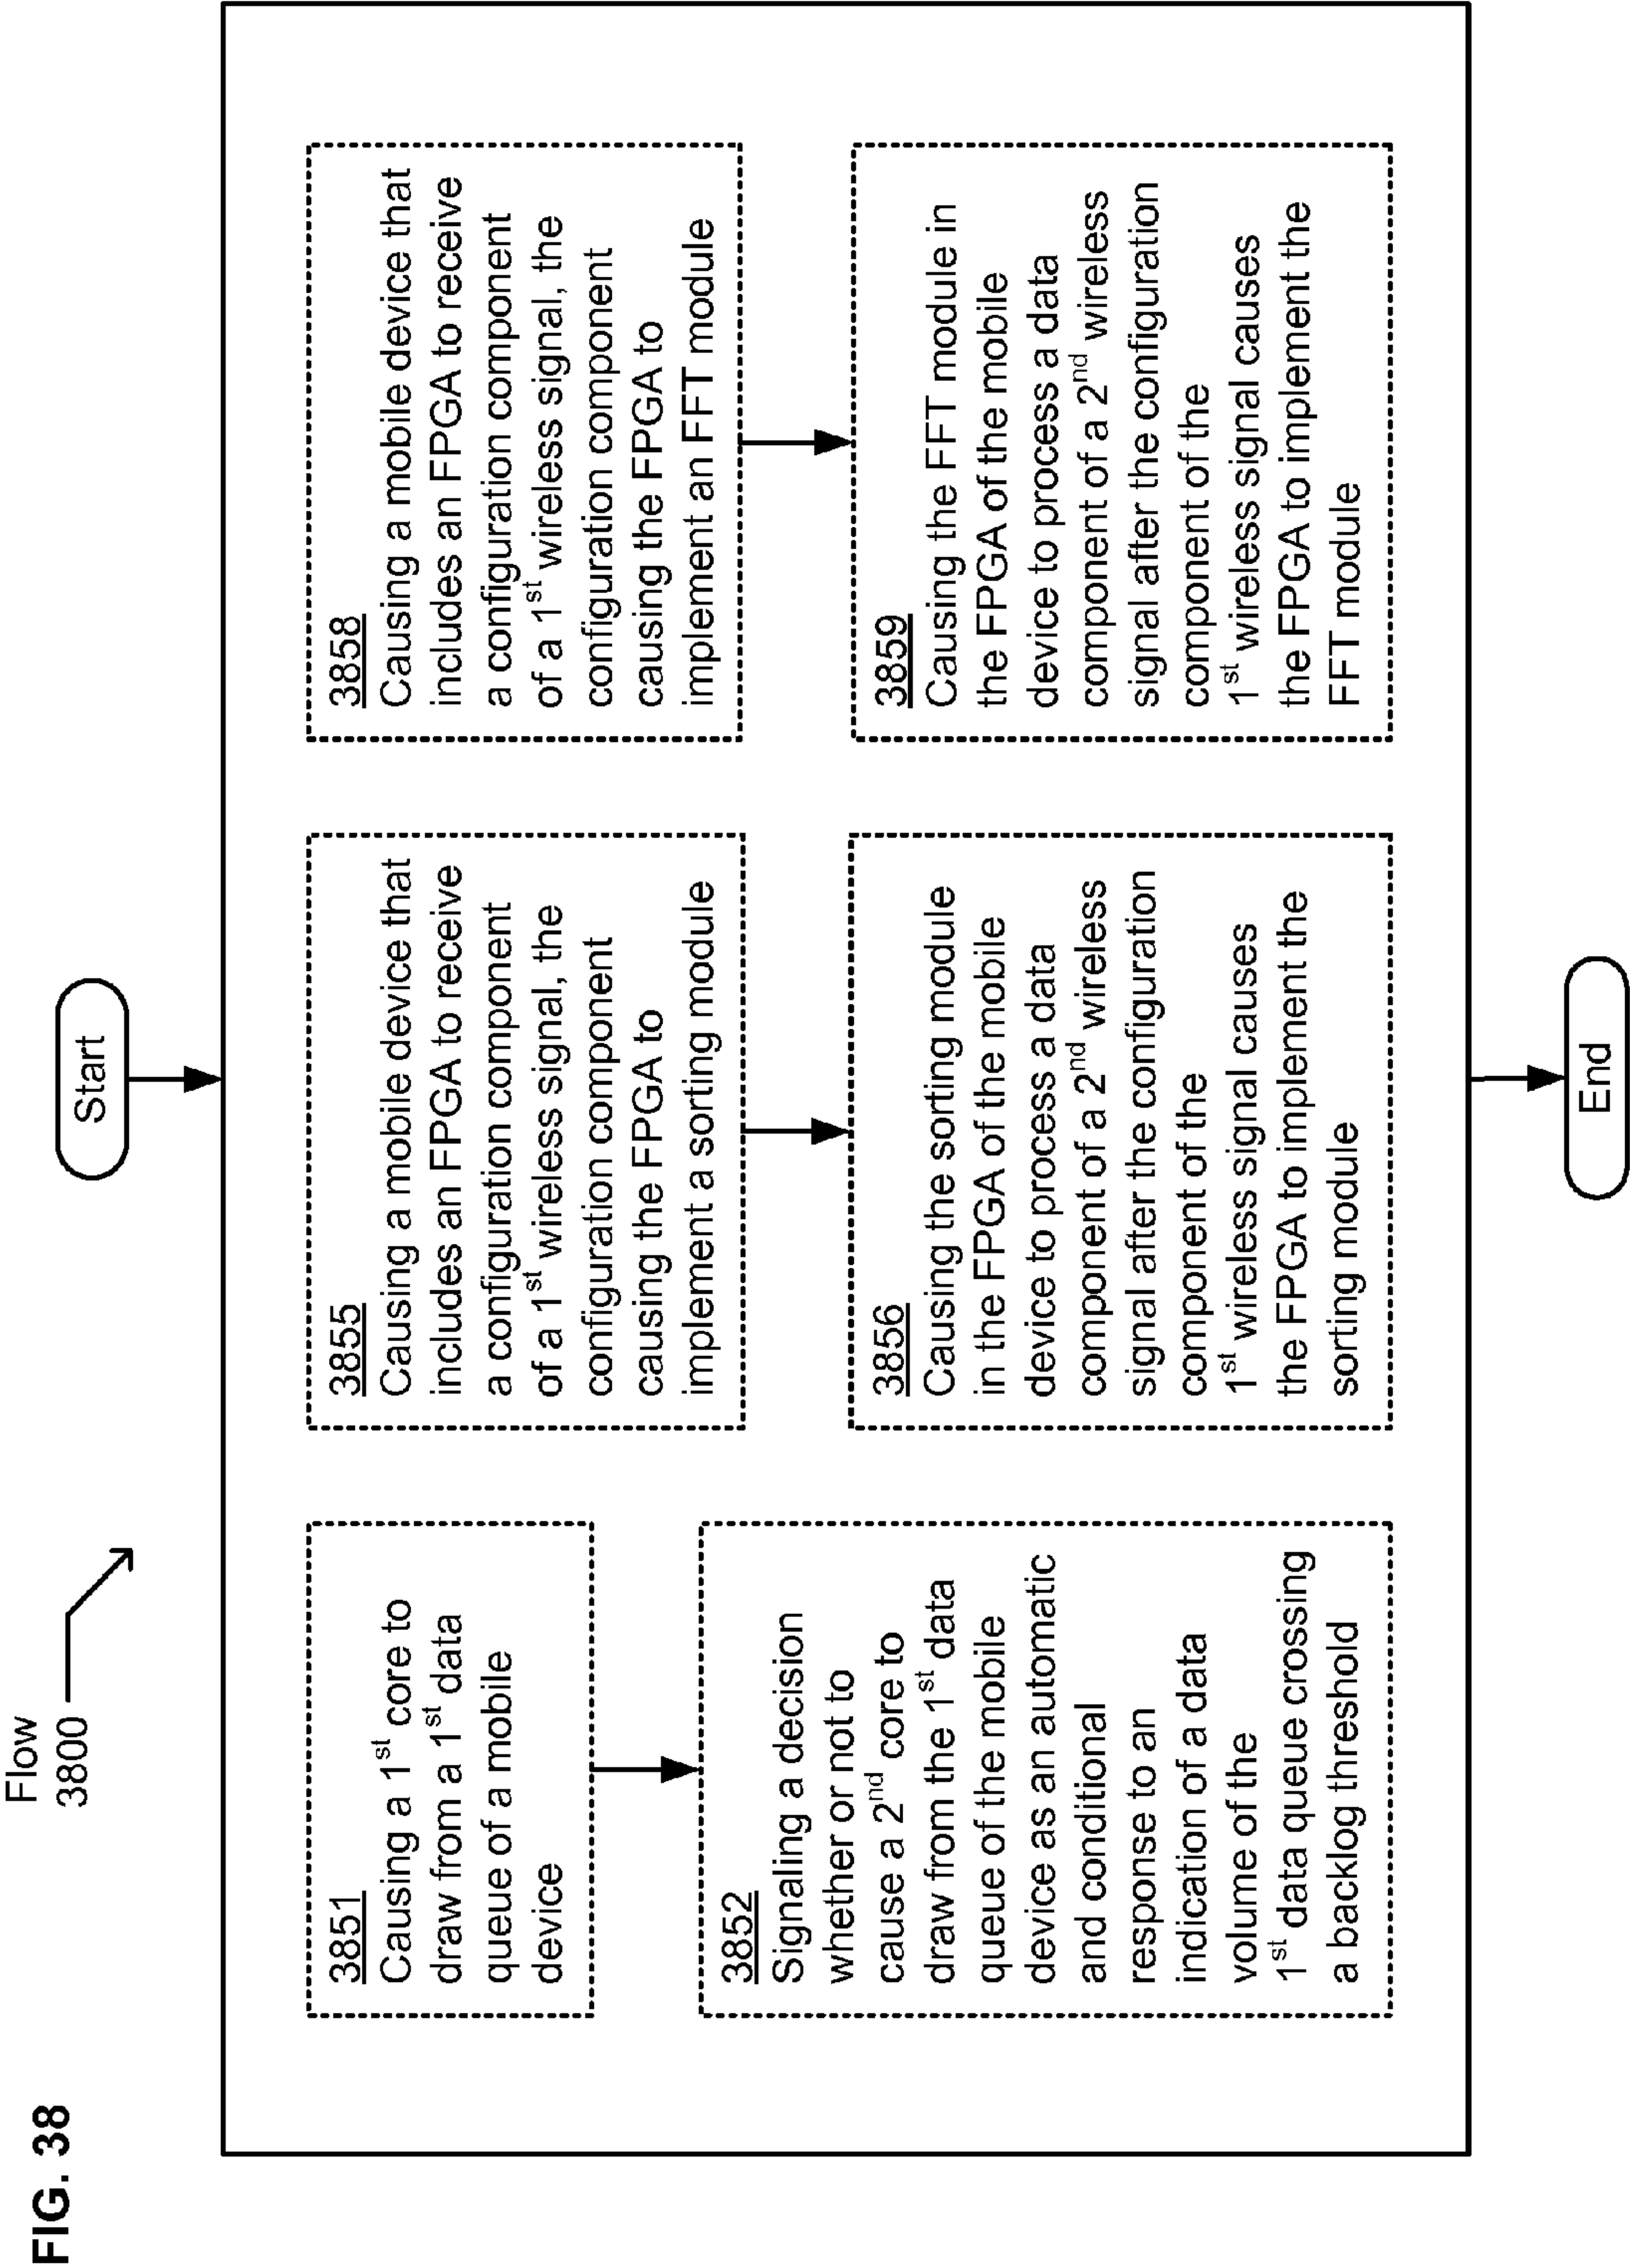 FIG. 38
Flow
3800
Start
3851
Causing a 1st core to
draw from a 1st data
queue of a mobile
device
3852
Signaling a decision
whether or not to
cause a 2nd core to
draw from the 1st data
queue of the mobile
device as an automatic
and conditional
response to an
indication of a data
volume of the
1st data queue crossing
a backlog threshold
3855
Causing a mobile device that
includes an FPGA to receive
a configuration component
of a 1st wireless signal, the
configuration component
causing the FPGA to
implement a sorting module
3856
Causing the sorting module
in the FPGA of the mobile
device to process a data
component of a 2nd wireless
signal after the configuration
component of the
1st wireless signal causes
the FPGA to implement the
sorting module
3858
Causing a mobile device that
includes an FPGA to receive
a configuration component
of a 1st wireless signal, the
configuration component
causing the FPGA to
implement an FFT module
3859
Causing the FFT module in
the FPGA of the mobile
device to process a data
component of a 2nd wireless
signal after the configuration
component of the
1st wireless signal causes
the FPGA to implement the
FFT module
End